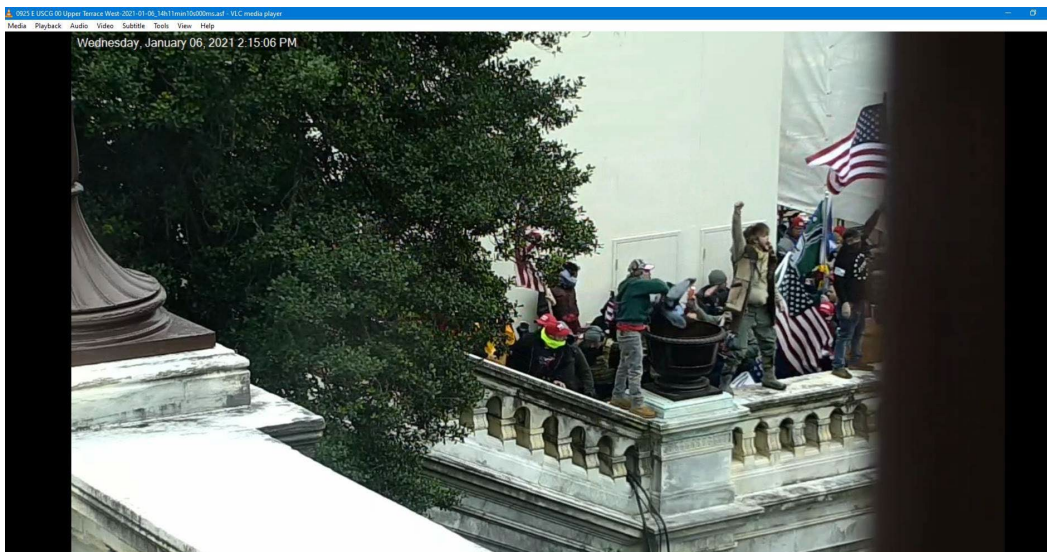 0925 E USCG 00 Upper Terrace West-2021-01-06_14h11min10s000ms.asf - VLC media player
Media Playback Audio Video Subtitle Tools View Help
Wednesday, January 06, 2021 2:15:06 PM